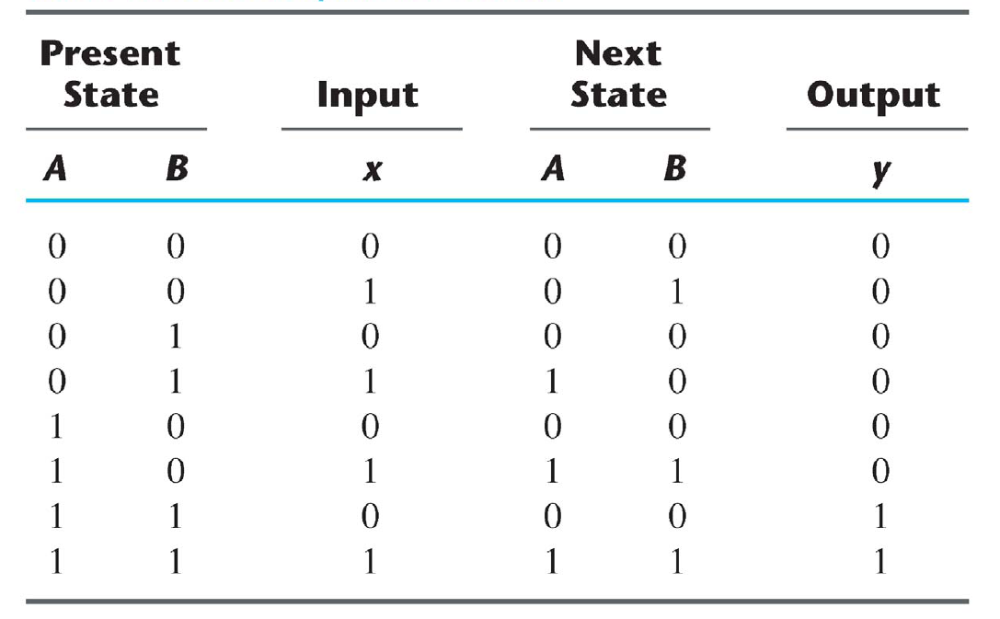 Present Next
State Input State Output
A B x A B y
0 0 0 0 0 0
0 0 1 0 1 0
0 1 0 0 0 0
0 1 1 1 0 0
1 0 0 0 0 0
1 0 1 1 1 0
1 1 0 0 0 1
1 1 1 1 1 1